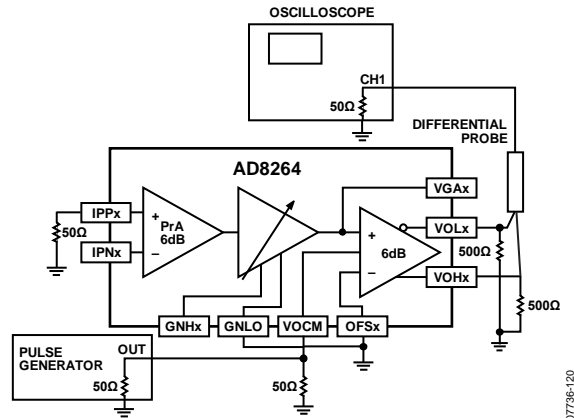 OSCILLOSCOPE
CH1
50Ω
DIFFERENTIAL
PROBE
AD8264
VGAx
IPPx
+
PrA
6dB
–
50Ω
IPNx
+
6dB
–
VOLx
500Ω
VOHx
500Ω
GNHx
GNLO
VOCM
OFSx
PULSE
GENERATOR
OUT
50Ω
50Ω
07736-120